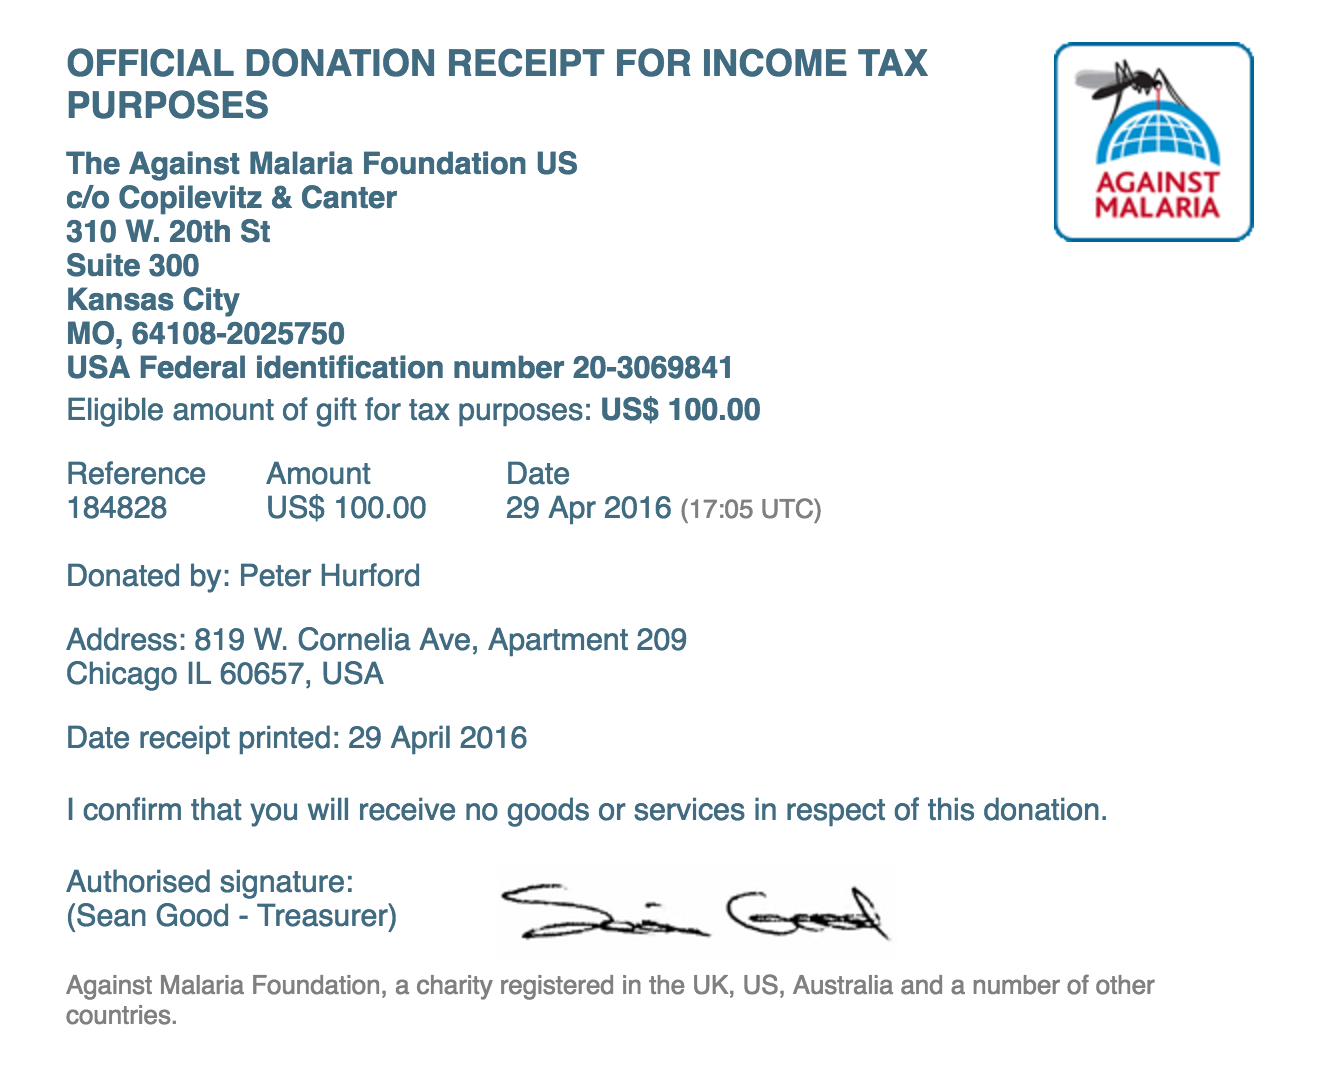 OFFICIAL DONATION RECEIPT FOR INCOME TAX
PURPOSES
AGAINST
MALARIA
The Against Malaria Foundation US
c/o Copilevitz & Canter
310 W. 20th St
Suite 300
Kansas City
MO, 64108-2025750
USA Federal identification number 20-3069841
Eligible amount of gift for tax purposes: US$ 100.00
Reference Amount Date
184828 US$ 100.00 29 Apr 2016 (17:05 UTC)
Donated by: Peter Hurford
Address: 819 W. Cornelia Ave, Apartment 209
Chicago IL 60657, USA
Date receipt printed: 29 April 2016
I confirm that you will receive no goods or services in respect of this donation.
Authorised signature:
(Sean Good - Treasurer)
Against Malaria Foundation, a charity registered in the UK, US, Australia and a number of other
countries.